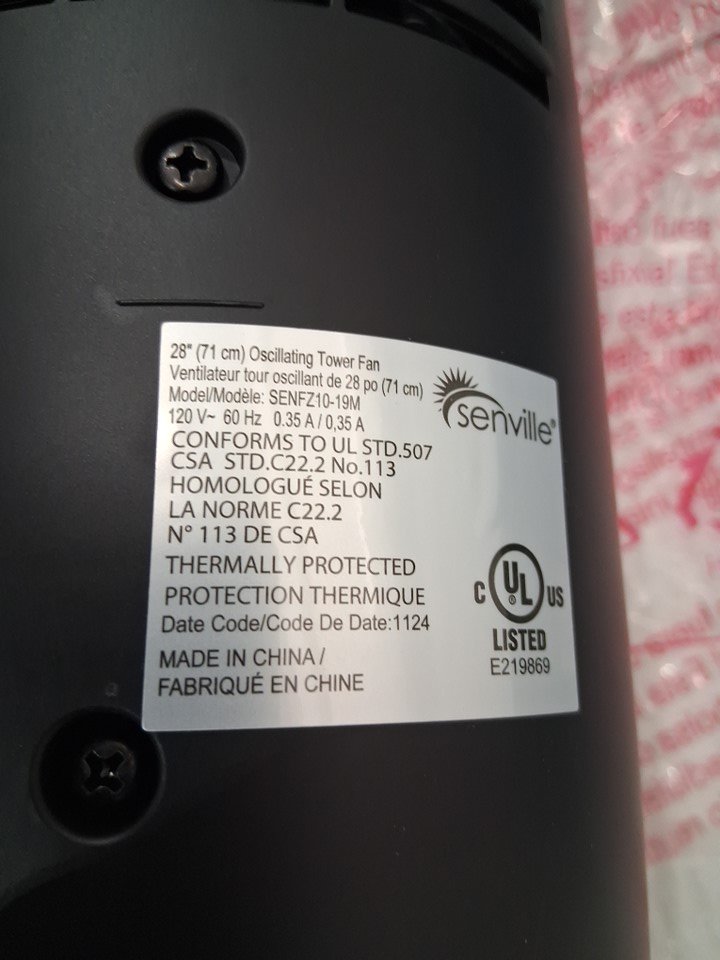 28" (71 cm) Oscillating Tower Fan
Ventilateur tour oscillant de 28 po (71 cm)
Model/Modèle: SENFZ10-19M
120 V~ 60 Hz 0.35 A / 0,35 A
senville®
CONFORMS TO UL STD.507
CSA STD.C22.2 No.113
HOMOLOGUÉ SELON
LA NORME C22.2
N° 113 DE CSA
THERMALLY PROTECTED
PROTECTION THERMIQUE
Date Code/Code De Date:1124
MADE IN CHINA /
FABRIQUÉ EN CHINE
C UL® US
LISTED
E219869